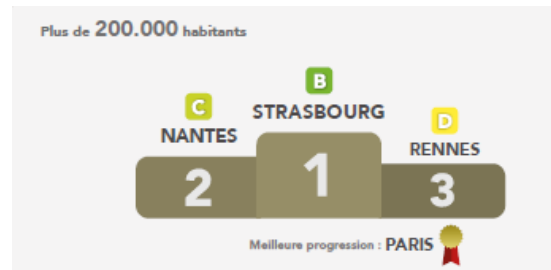 Plus de 200.000 habitants
B
STRASBOURG
C
NANTES
D
RENNES
1
2
3
Meilleure progression : PARIS